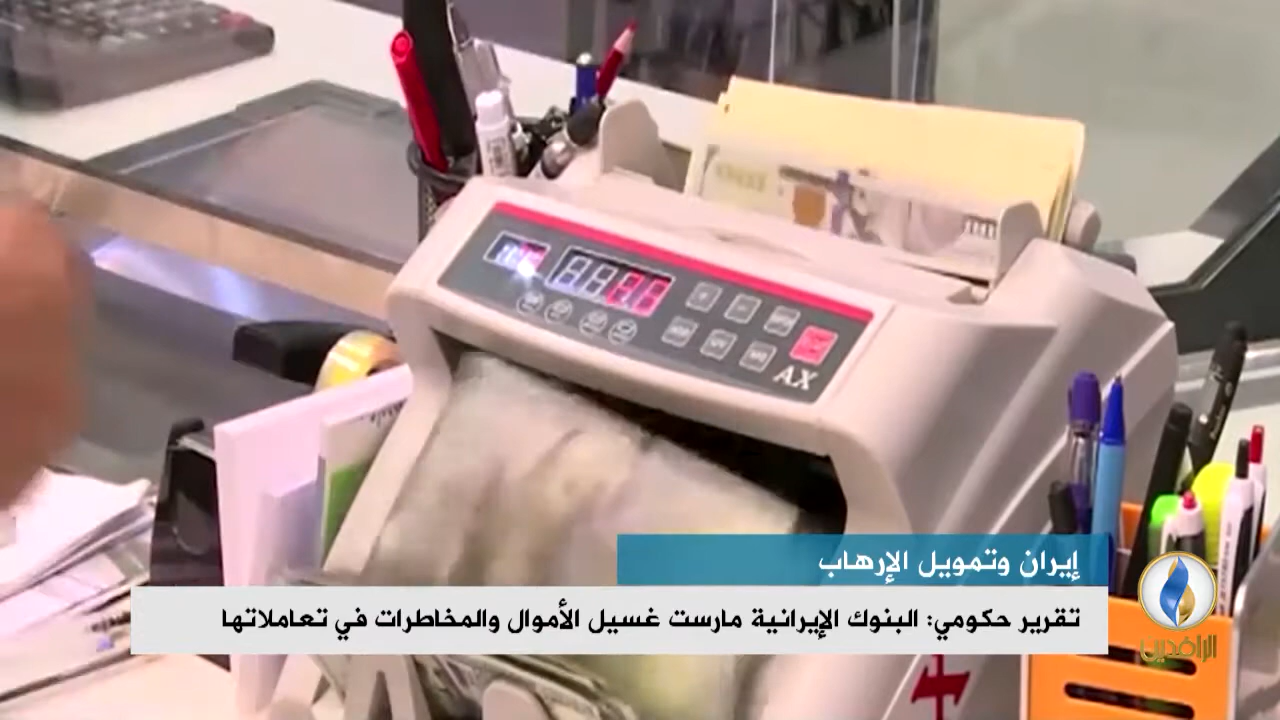 AX
إيران وتمويل الإرهاب
تقرير حكومي: البنوك الإيرانية مارست غسيل الأموال والمخاطرات في تعاملاتها
الرافدين